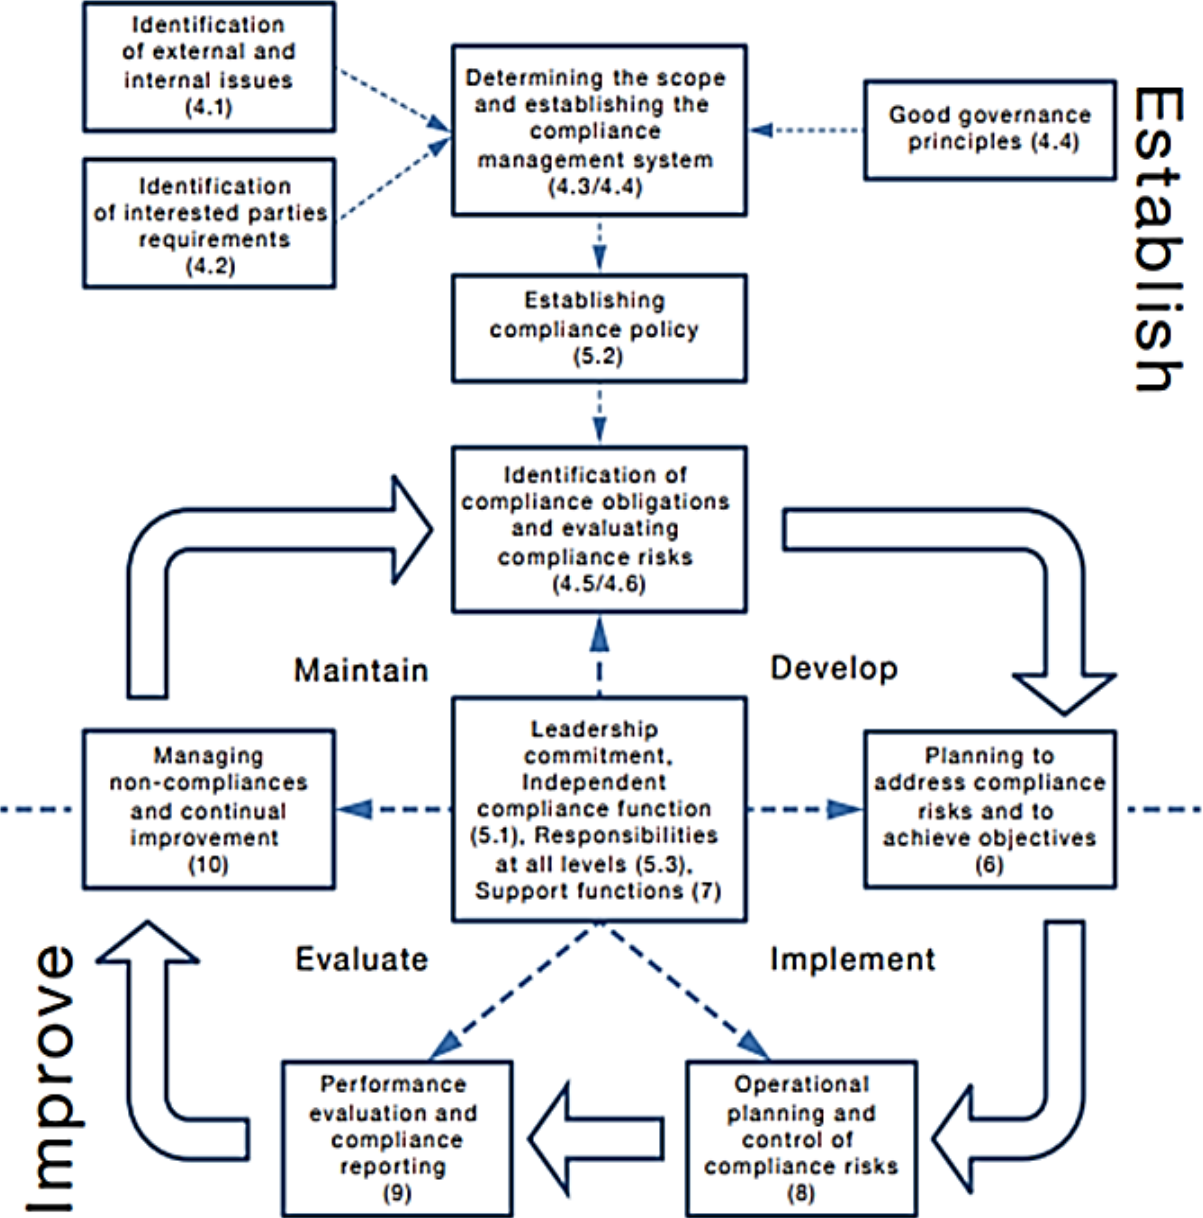 Identification
of external and
internal issues
(4.1)
Identification
of interested parties
requirements
(4.2)
Determining the scope
and establishing the
compliance
management system
(4.3/4.4)
Good governance
principles (4.4)
Establish
Establishing
compliance policy
(5.2)
Identification of
compliance obligations
and evaluating
compliance risks
(4.5/4.6)
Maintain
Develop
Managing
non-compliances
and continual
improvement
(10)
Leadership
commitment,
Independent
compliance function
(5.1), Responsibilities
at all levels (5.3),
Support functions (7)
Planning to
address compliance
risks and to
achieve objectives
(6)
Improve
Evaluate
Implement
Performance
evaluation and
compliance
reporting
(9)
Operational
planning and
control of
compliance risks
(8)